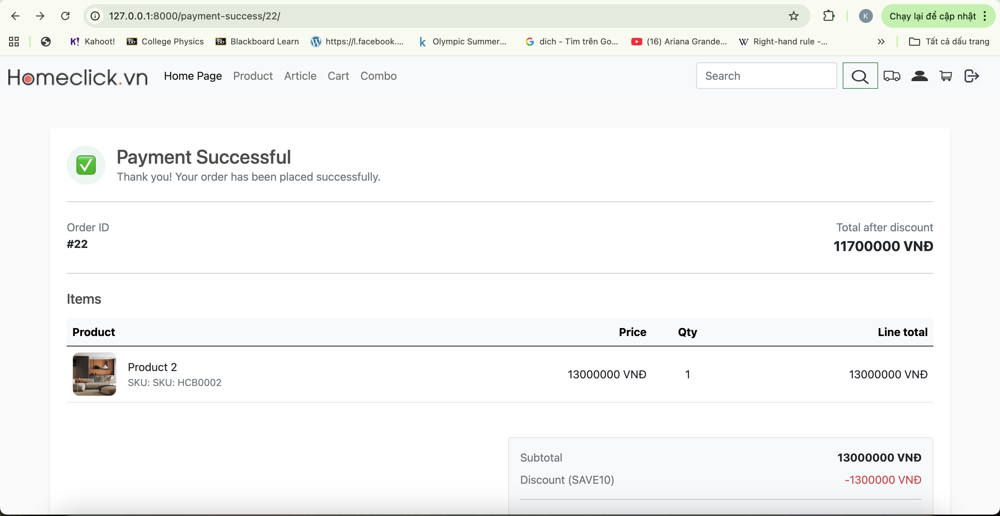 127.0.0.1:8000/payment-success/22/
K
Chạy lại để cập nhật
K! Kahoot!
Bb College Physics
Bb Blackboard Learn
https://l.facebook....
k Olympic Summer...
dich - Tìm trên Go...
(16) Ariana Grande...
W Right-hand rule -...
Tất cả dấu trang
Homeclick.vn
Home Page
Product
Article
Cart
Combo
Search
Payment Successful
Thank you! Your order has been placed successfully.
Order ID
#22
Total after discount
11700000 VNĐ
Items
Product Price Qty Line total
Product 2
SKU: SKU: HCB0002
13000000 VNĐ 1 13000000 VNĐ
Subtotal 13000000 VNĐ
Discount (SAVE10) -1300000 VNĐ